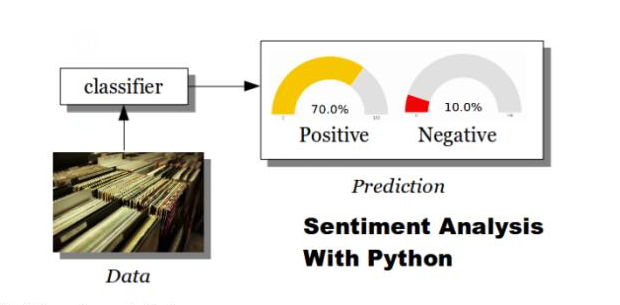 classifier
70.0%
10.0%
Positive
Negative
Prediction
Sentiment Analysis
With Python
Data